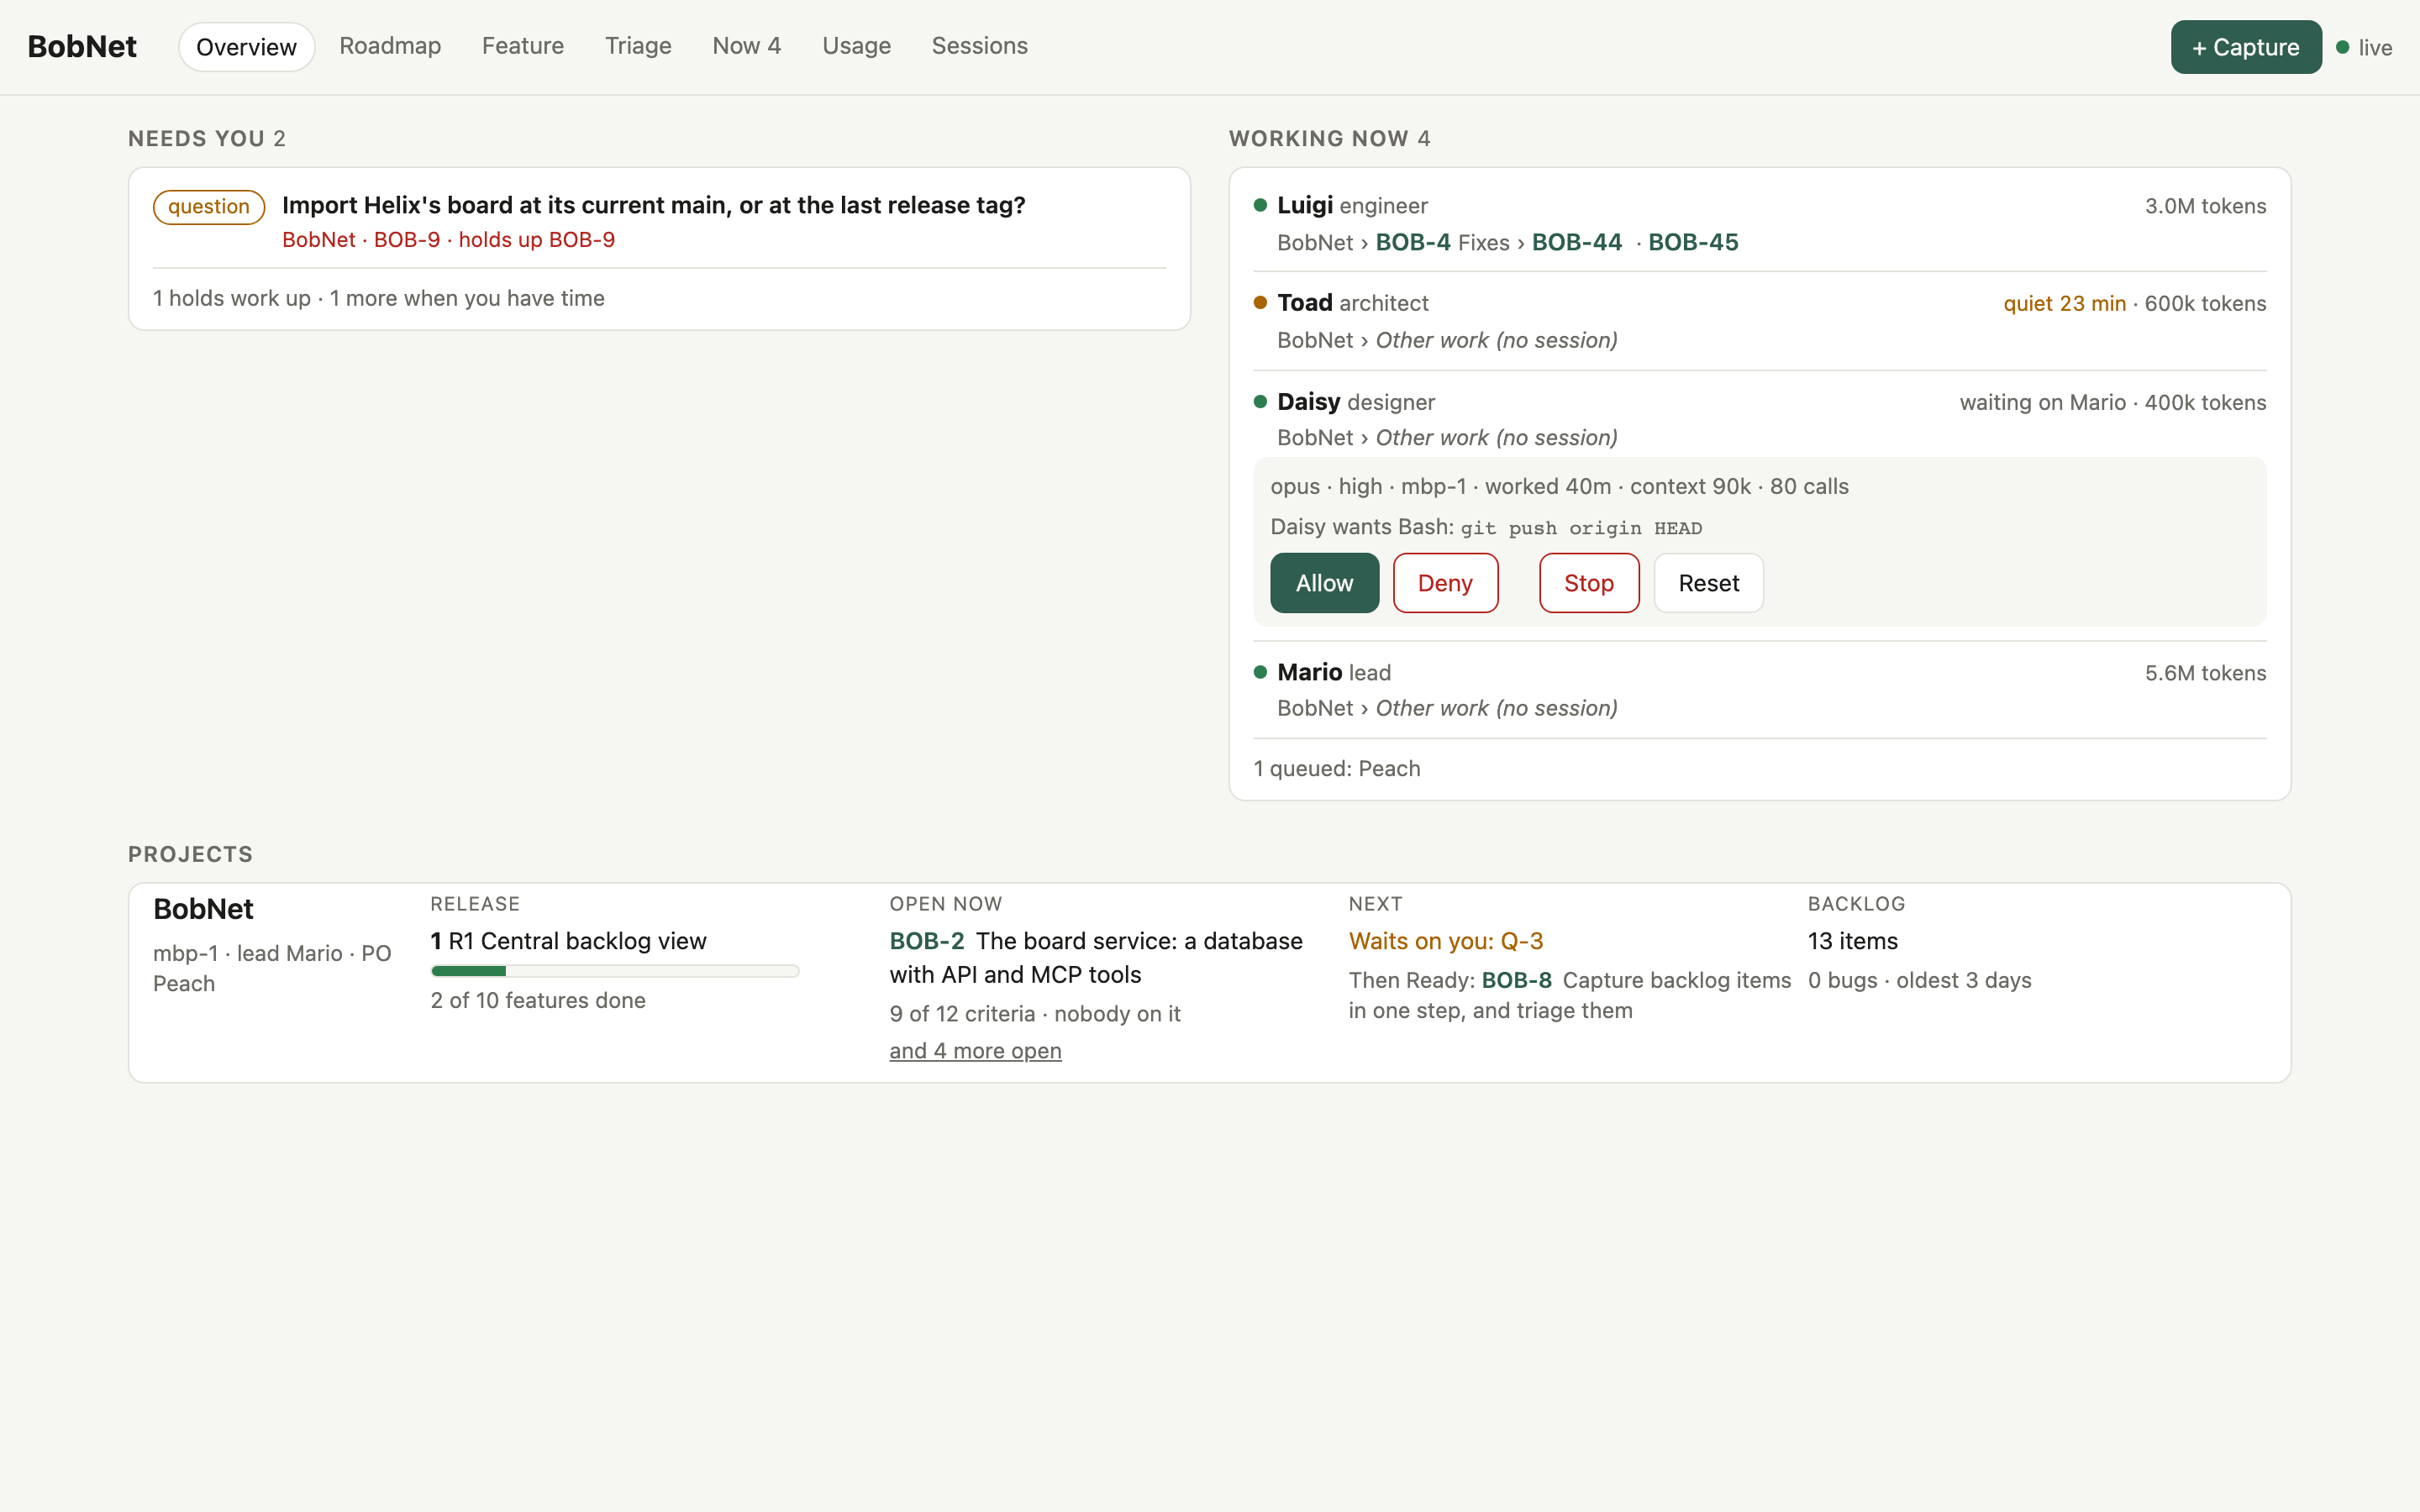 BobNet Overview Roadmap Feature Triage Now 4 Usage Sessions + Capture live
NEEDS YOU 2
question Import Helix's board at its current main, or at the last release tag?
BobNet · BOB-9 · holds up BOB-9
1 holds work up · 1 more when you have time
WORKING NOW 4
Luigi engineer 3.0M tokens
BobNet › BOB-4 Fixes › BOB-44 · BOB-45
Toad architect quiet 23 min · 600k tokens
BobNet › Other work (no session)
Daisy designer waiting on Mario · 400k tokens
BobNet › Other work (no session)
opus · high · mbp-1 · worked 40m · context 90k · 80 calls
Daisy wants Bash: git push origin HEAD
Allow Deny Stop Reset
Mario lead 5.6M tokens
BobNet › Other work (no session)
1 queued: Peach
PROJECTS
BobNet
mbp-1 · lead Mario · PO
Peach
RELEASE
1 R1 Central backlog view
2 of 10 features done
OPEN NOW
BOB-2 The board service: a database
with API and MCP tools
9 of 12 criteria · nobody on it
and 4 more open
NEXT
Waits on you: Q-3
Then Ready: BOB-8 Capture backlog items
in one step, and triage them
BACKLOG
13 items
0 bugs · oldest 3 days